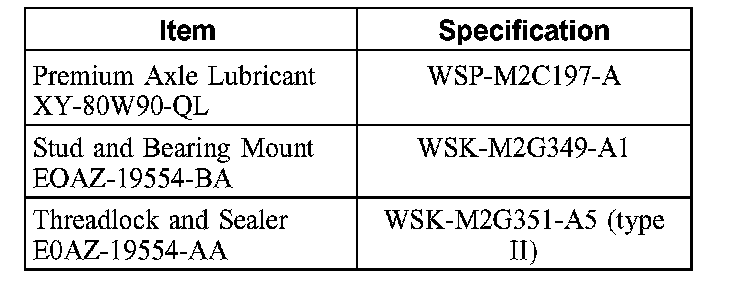 Item Specification
Premium Axle Lubricant WSP-M2C197-A
XY-80W90-QL
Stud and Bearing Mount WSK-M2G349-A1
EOAZ-19554-BA
Threadlock and Sealer WSK-M2G351-A5 (type
E0AZ-19554-AA II)